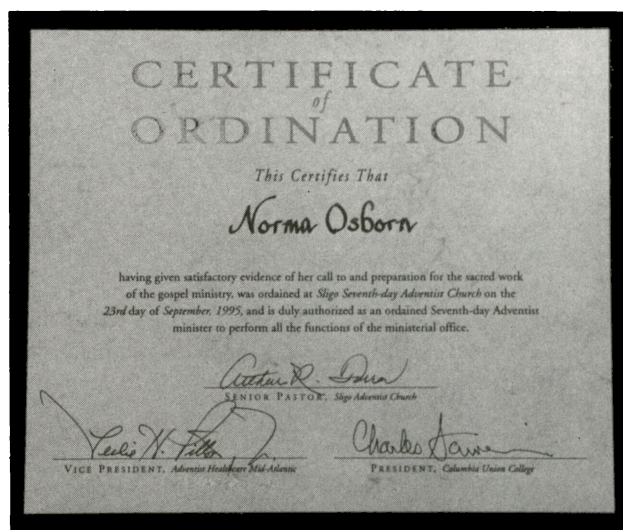 CERTIFICATE
of
ORDINATION
This Certifies That
Norma Osborn
having given satisfactory evidence of her call to and preparation for the sacred work
of the gospel ministry, was ordained at Sligo Seventh-day Adventist Church on the
23rd day of September, 1995, and is duly authorized as an ordained Seventh-day Adventist
minister to perform all the functions of the ministerial office.
Arthur R.
SENIOR PASTOR, Sligo Adventist Church
Leslie H.
VICE PRESIDENT, Adventist Healthcare Mid-Atlantic
Charles
PRESIDENT, Columbia Union College